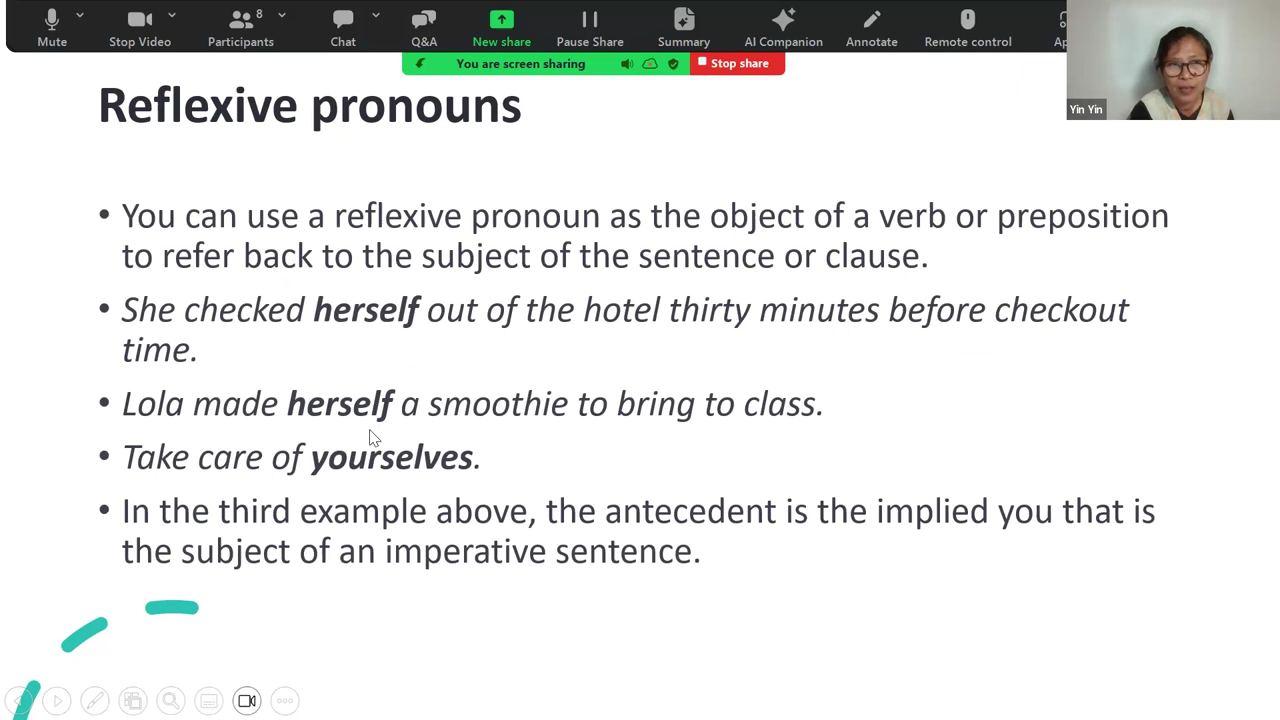 Mute
Stop Video
Participants
8
Chat
Q&A
New share
Pause Share
Summary
AI Companion
Annotate
Remote control
You are screen sharing
Stop share
Yin Yin
Reflexive pronouns
• You can use a reflexive pronoun as the object of a verb or preposition
to refer back to the subject of the sentence or clause.
• She checked herself out of the hotel thirty minutes before checkout
time.
• Lola made herself a smoothie to bring to class.
• Take care of yourselves.
• In the third example above, the antecedent is the implied you that is
the subject of an imperative sentence.